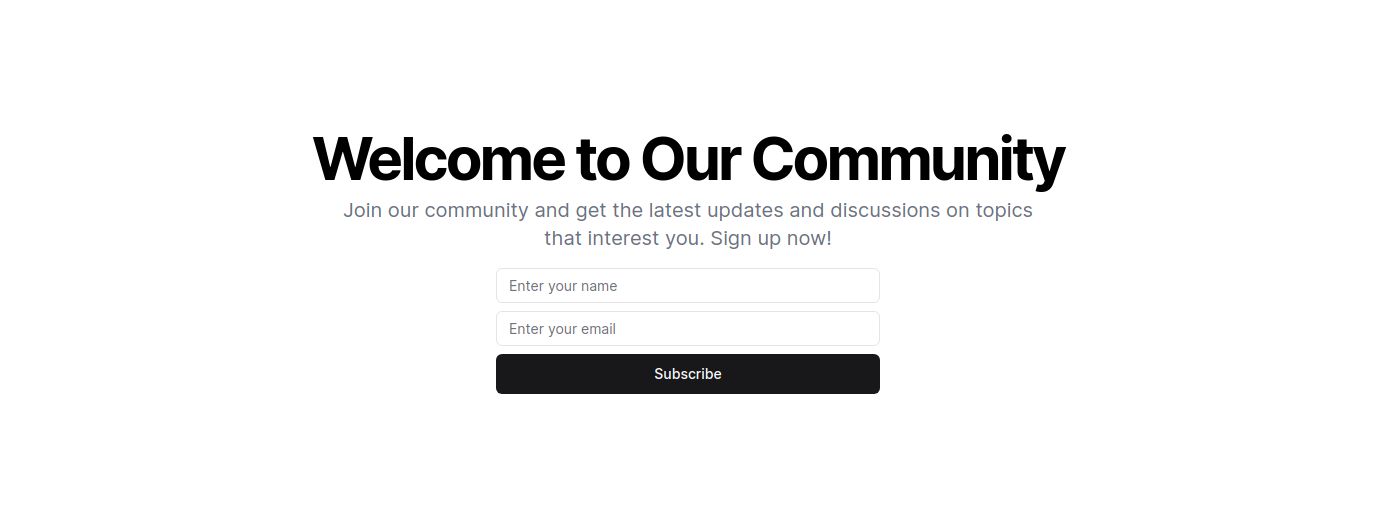 Welcome to Our Community
Join our community and get the latest updates and discussions on topics
that interest you. Sign up now!
Enter your name
Enter your email
Subscribe